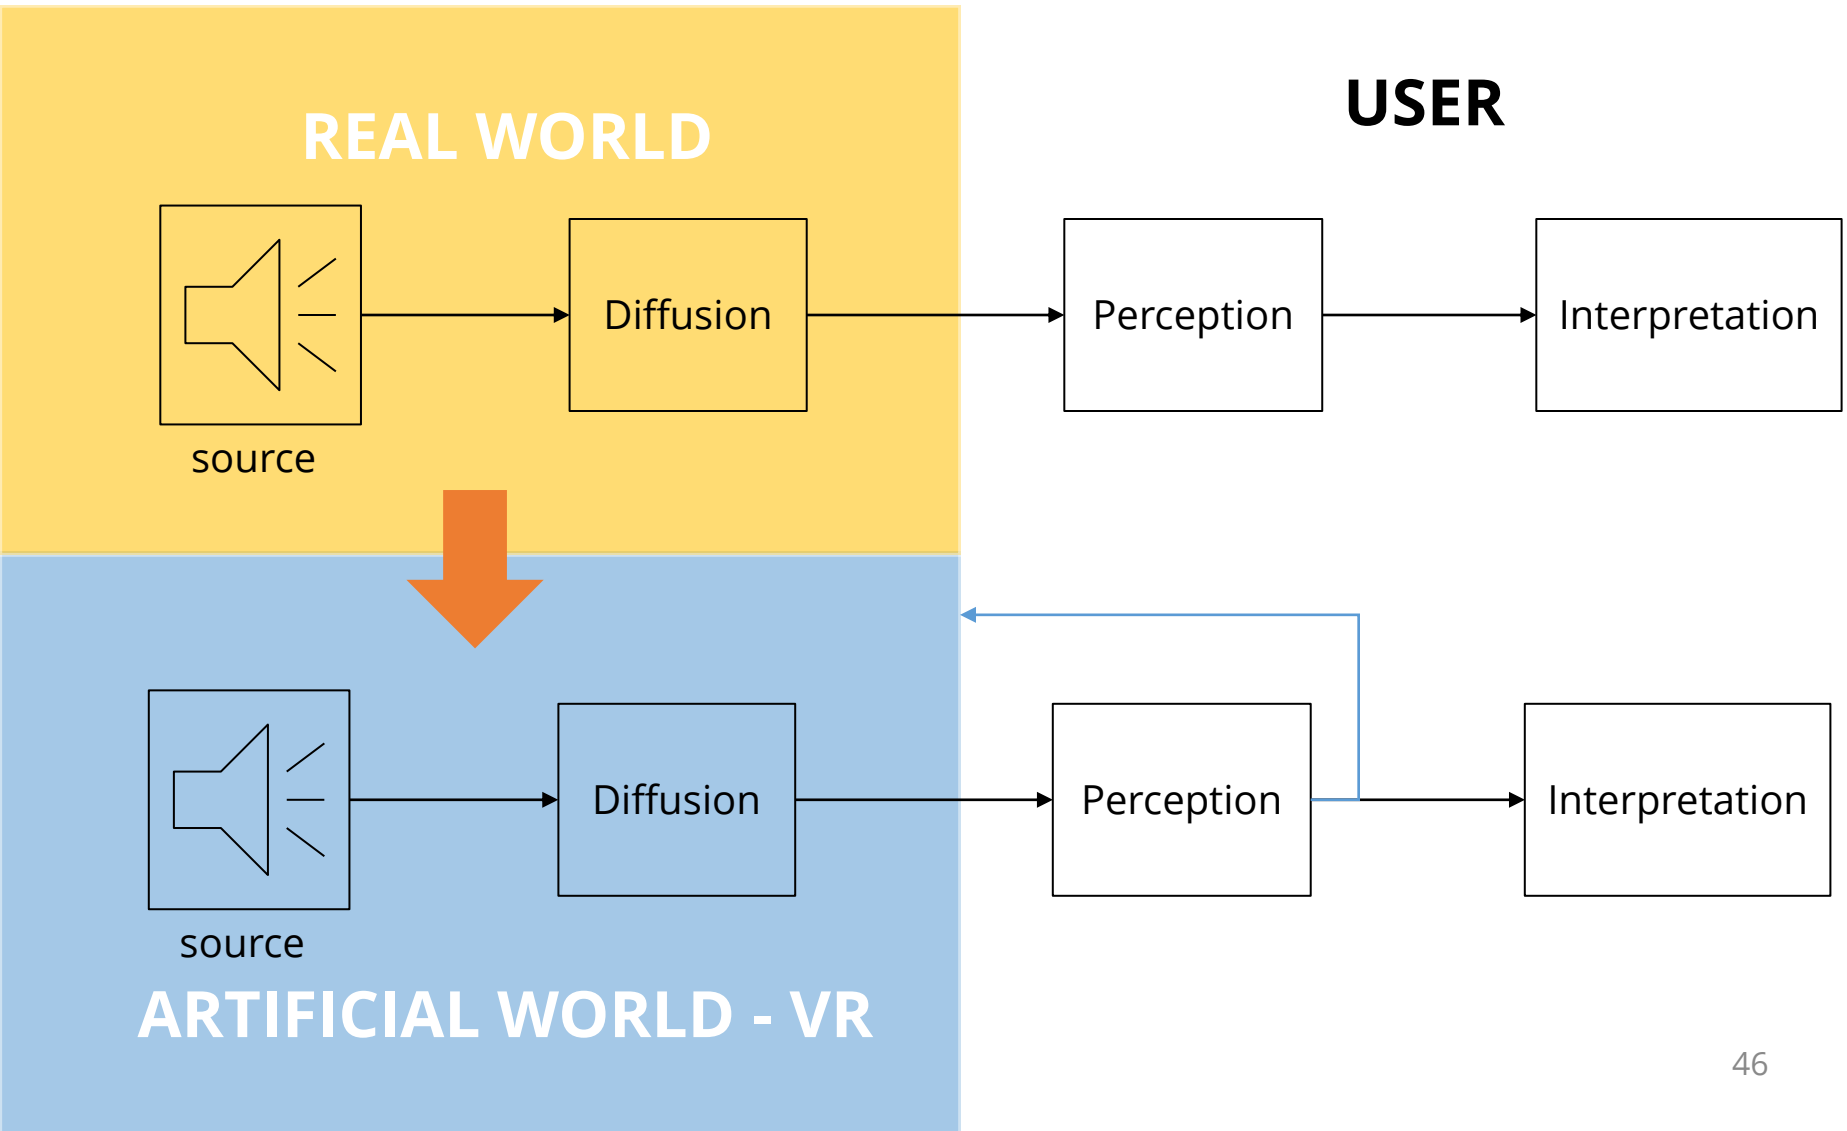 REAL WORLD
USER
Diffusion
Perception
Interpretation
source
Diffusion
Perception
Interpretation
source
ARTIFICIAL WORLD - VR
46